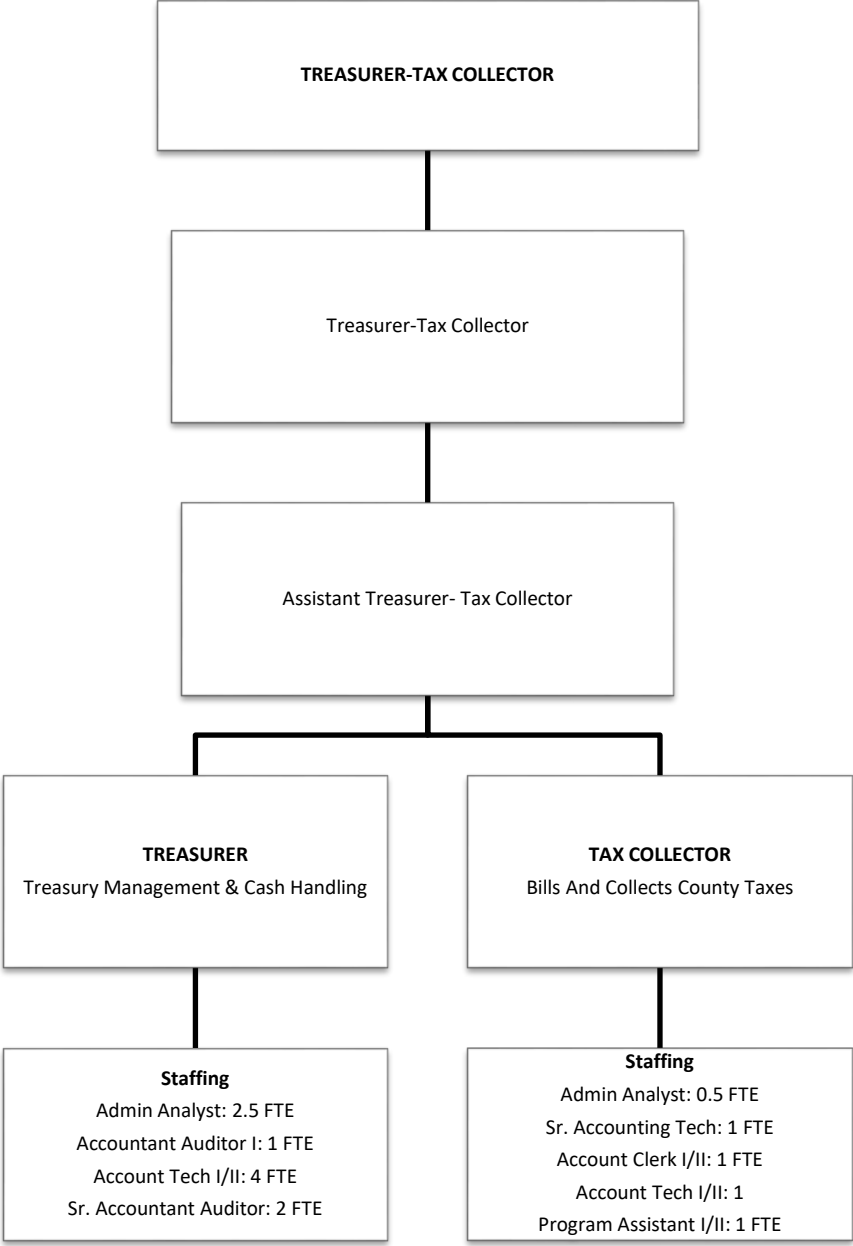 TREASURER-TAX COLLECTOR
Treasurer-Tax Collector
Assistant Treasurer- Tax Collector
TREASURER
Treasury Management & Cash Handling
TAX COLLECTOR
Bills And Collects County Taxes
Staffing
Admin Analyst: 2.5 FTE
Accountant Auditor I: 1 FTE
Account Tech I/II: 4 FTE
Sr. Accountant Auditor: 2 FTE
Staffing
Admin Analyst: 0.5 FTE
Sr. Accounting Tech: 1 FTE
Account Clerk I/II: 1 FTE
Account Tech I/II: 1
Program Assistant I/II: 1 FTE